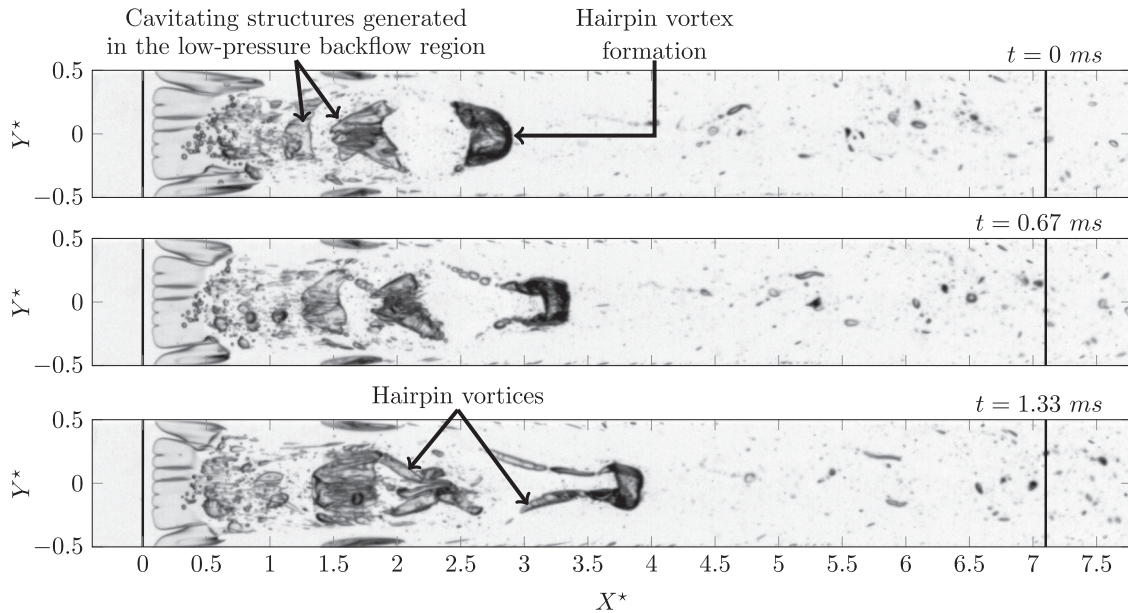 Cavitating structures generated
in the low-pressure backflow region
Hairpin vortex
formation
t = 0 ms
0.5
0
−0.5
Y⋆
t = 0.67 ms
0.5
0
−0.5
Y⋆
Hairpin vortices
t = 1.33 ms
0.5
0
−0.5
Y⋆
0 0.5 1 1.5 2 2.5 3 3.5 4 4.5 5 5.5 6 6.5 7 7.5
X⋆